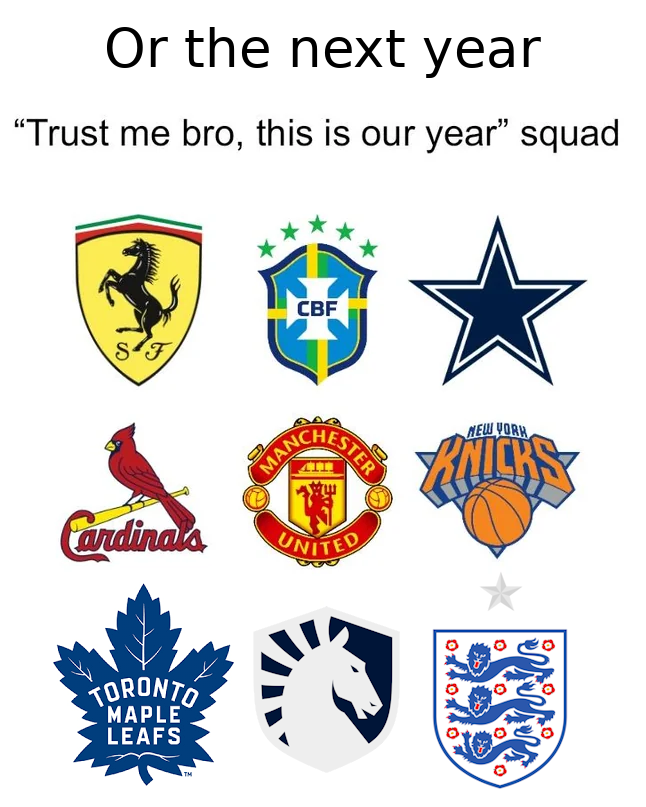 Or the next year
“Trust me bro, this is our year” squad
S F
CBF
Cardinals
MANCHESTER
UNITED
NEW YORK
KNICKS
TORONTO
MAPLE
LEAFS
TM